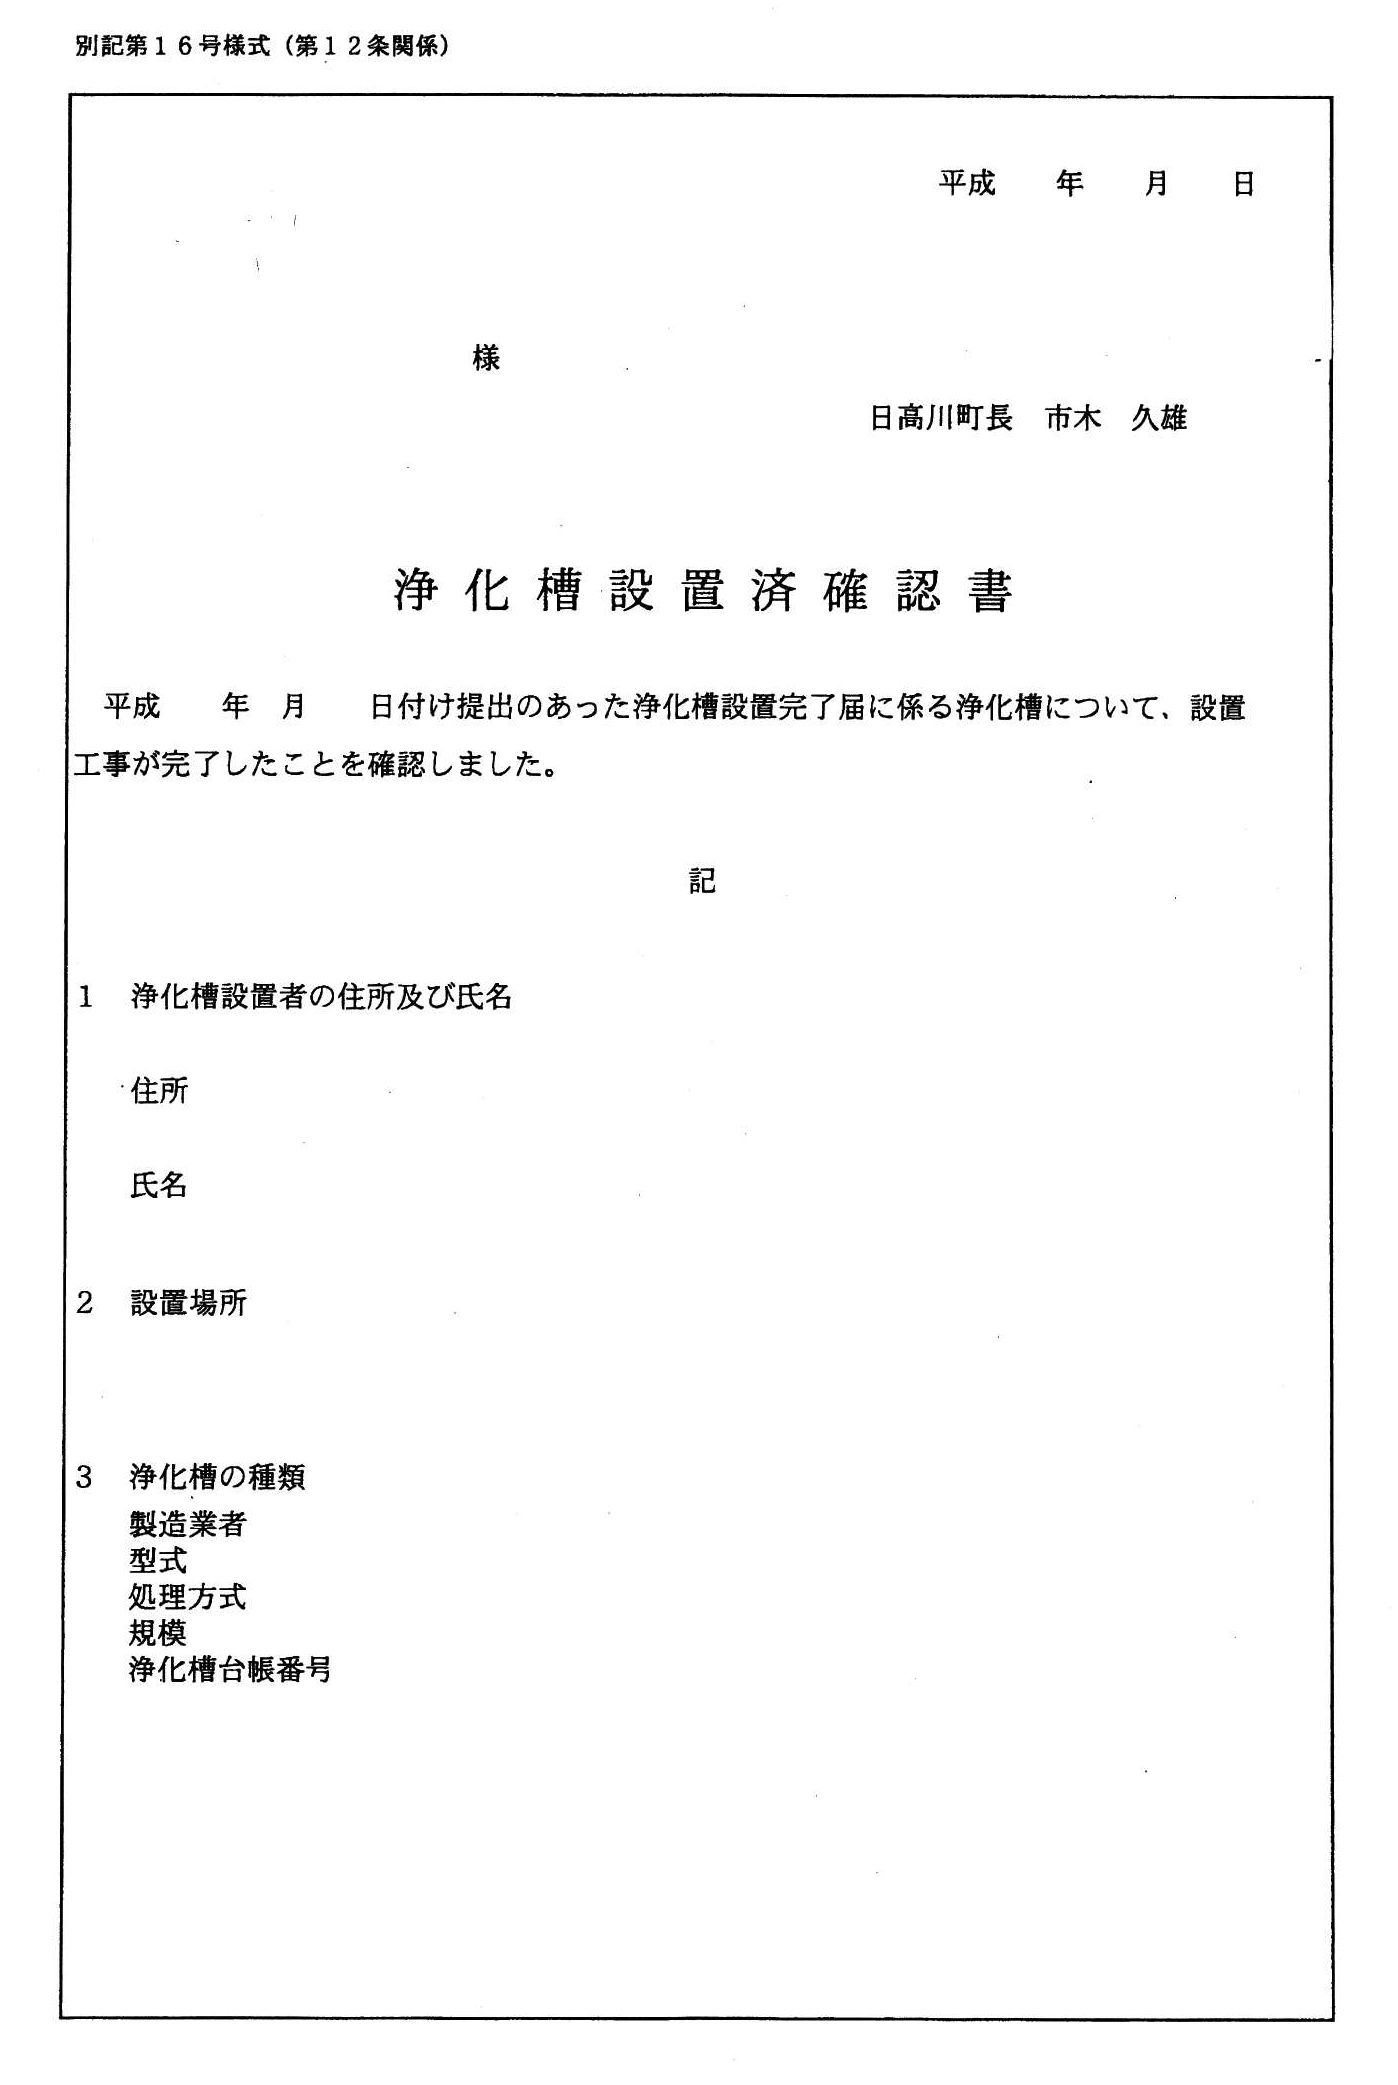 別記第１６号様式（第１２条関係）
平成　　年　　月　　日
様
日高川町長　市木　久雄
浄化槽設置済確認書
平成　　年　月　　日付け提出のあった浄化槽設置完了届に係る浄化槽について、設置
工事が完了したことを確認しました。
記
１　浄化槽設置者の住所及び氏名
住所
氏名
２　設置場所
３　浄化槽の種類
製造業者
型式
処理方式
規模
浄化槽台帳番号